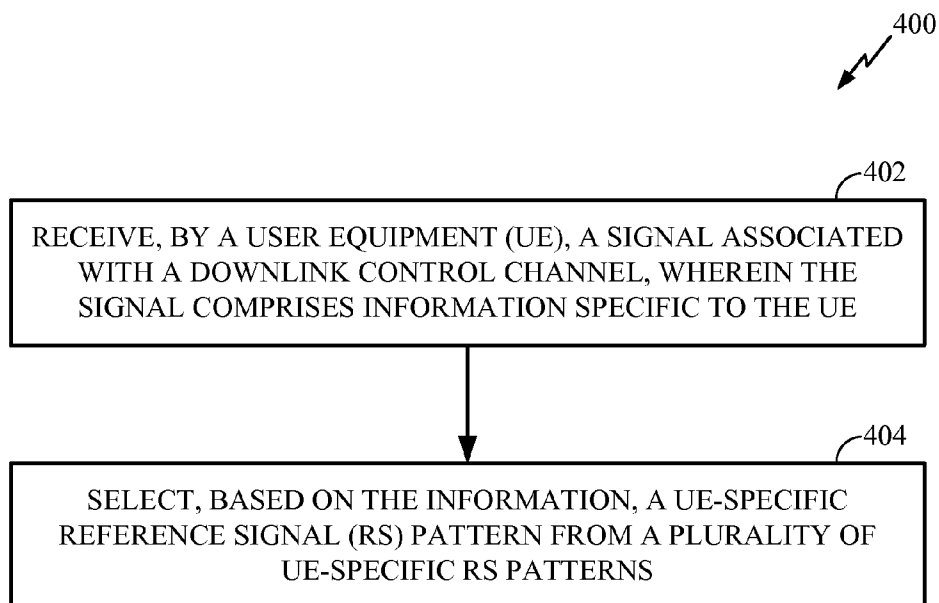 400
402
RECEIVE, BY A USER EQUIPMENT (UE), A SIGNAL ASSOCIATED
WITH A DOWNLINK CONTROL CHANNEL, WHEREIN THE
SIGNAL COMPRISES INFORMATION SPECIFIC TO THE UE
404
SELECT, BASED ON THE INFORMATION, A UE-SPECIFIC
REFERENCE SIGNAL (RS) PATTERN FROM A PLURALITY OF
UE-SPECIFIC RS PATTERNS